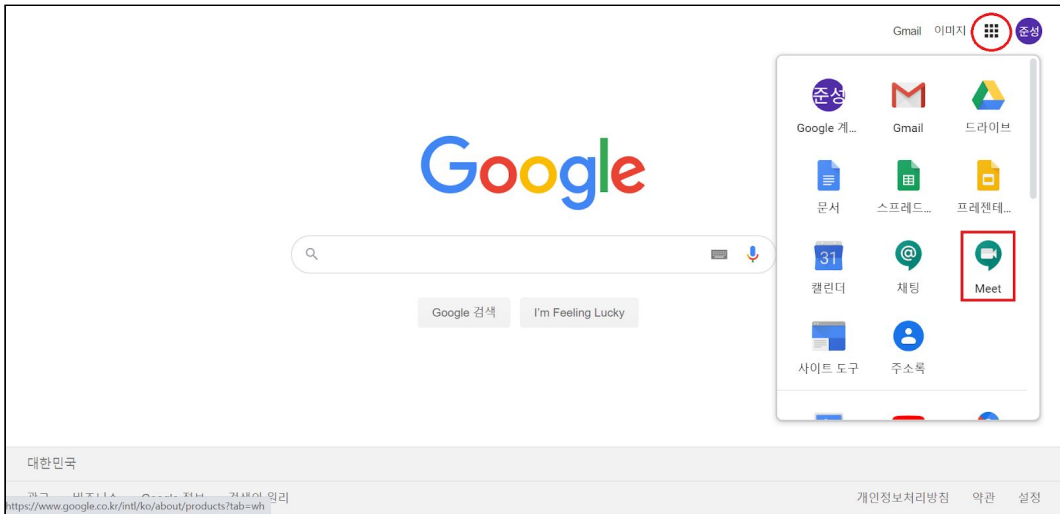 Gmail 이미지 준성
준성
Google 계... Gmail 드라이브
Google
문서 스프레드... 프레젠테...
31
캘린더 채팅 Meet
Google 검색 I'm Feeling Lucky
사이트 도구 주소록
대한민국
원리 개인정보처리방침 약관 설정
https://www.google.co.kr/intl/ko/about/products?tab=wh